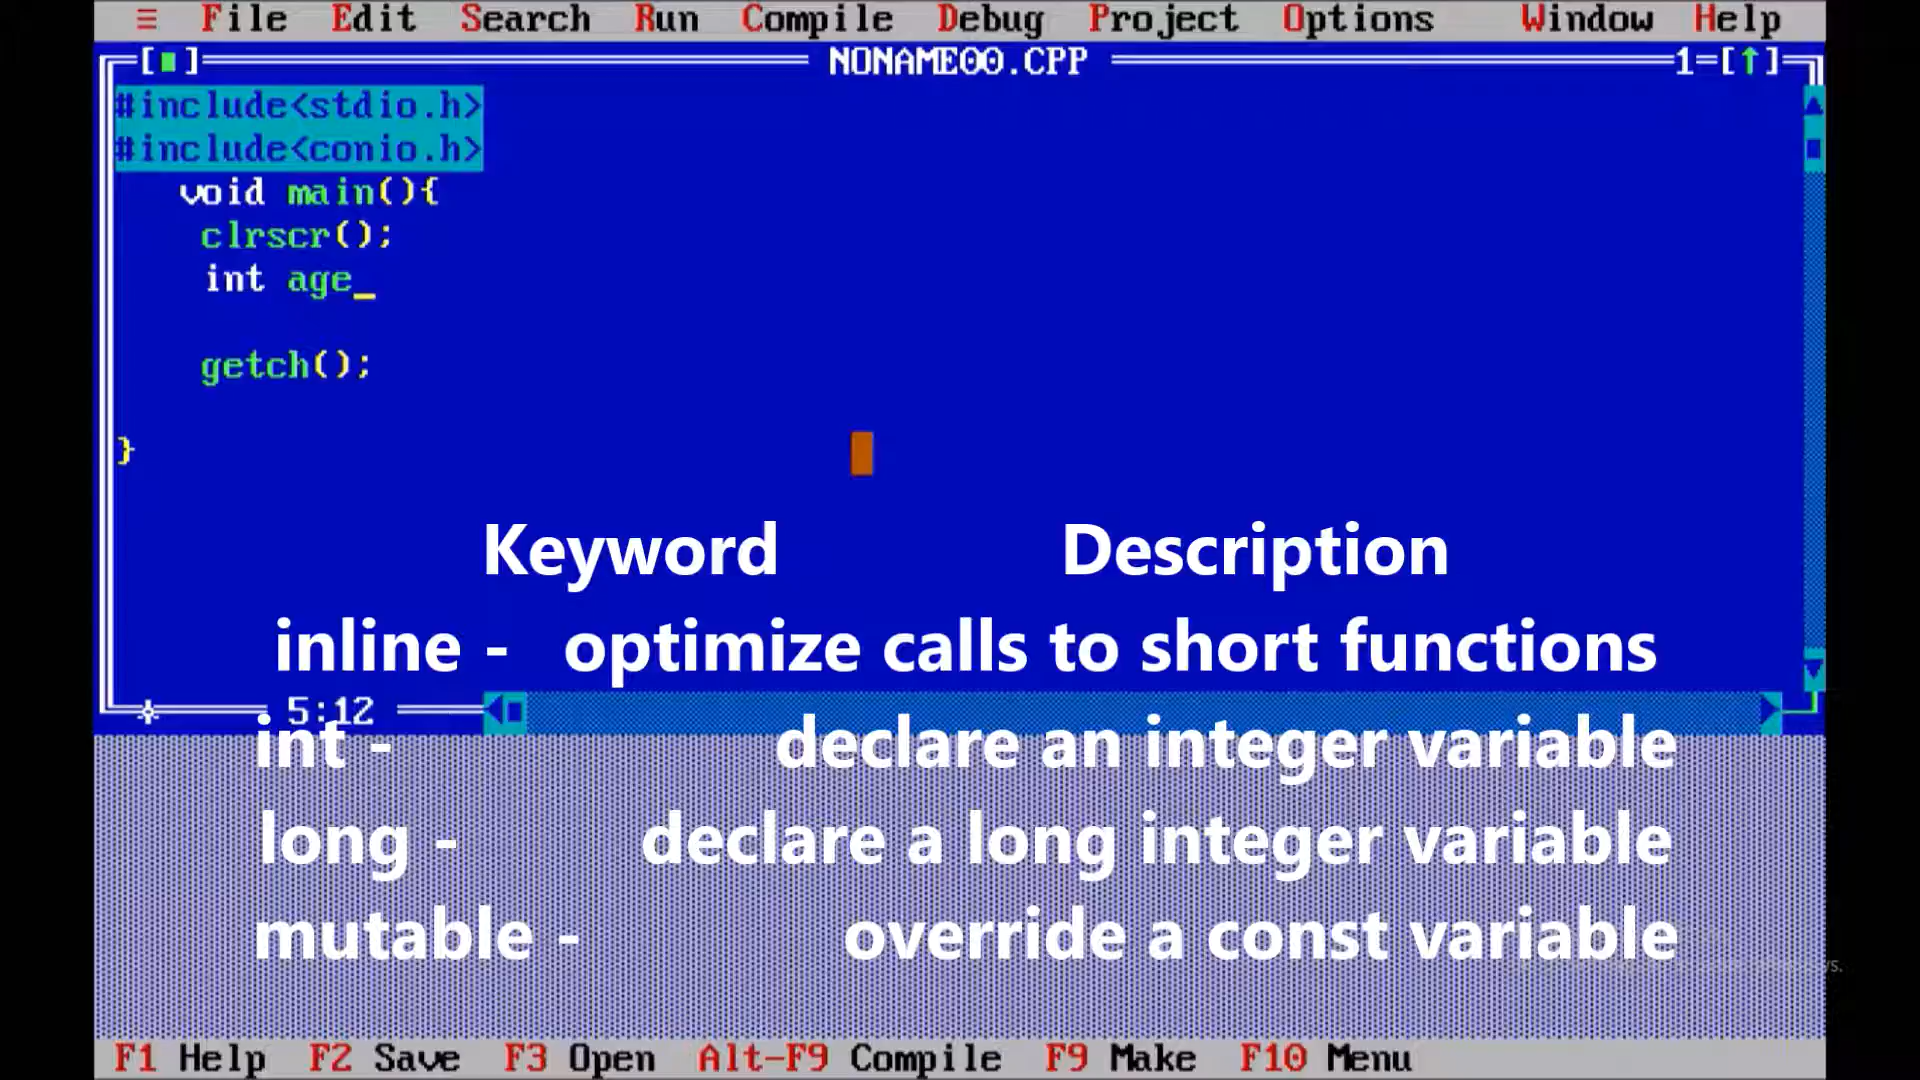 ≡ File Edit Search Run Compile Debug Project Options Window Help
[■] NONAME00.CPP 1=[↑]
#include<stdio.h>
#include<conio.h>
void main(){
clrscr();
int age_
getch();
}
Keyword Description
inline - optimize calls to short functions
5:12
int - declare an integer variable
long - declare a long integer variable
mutable - override a const variable
F1 Help F2 Save F3 Open Alt-F9 Compile F9 Make F10 Menu